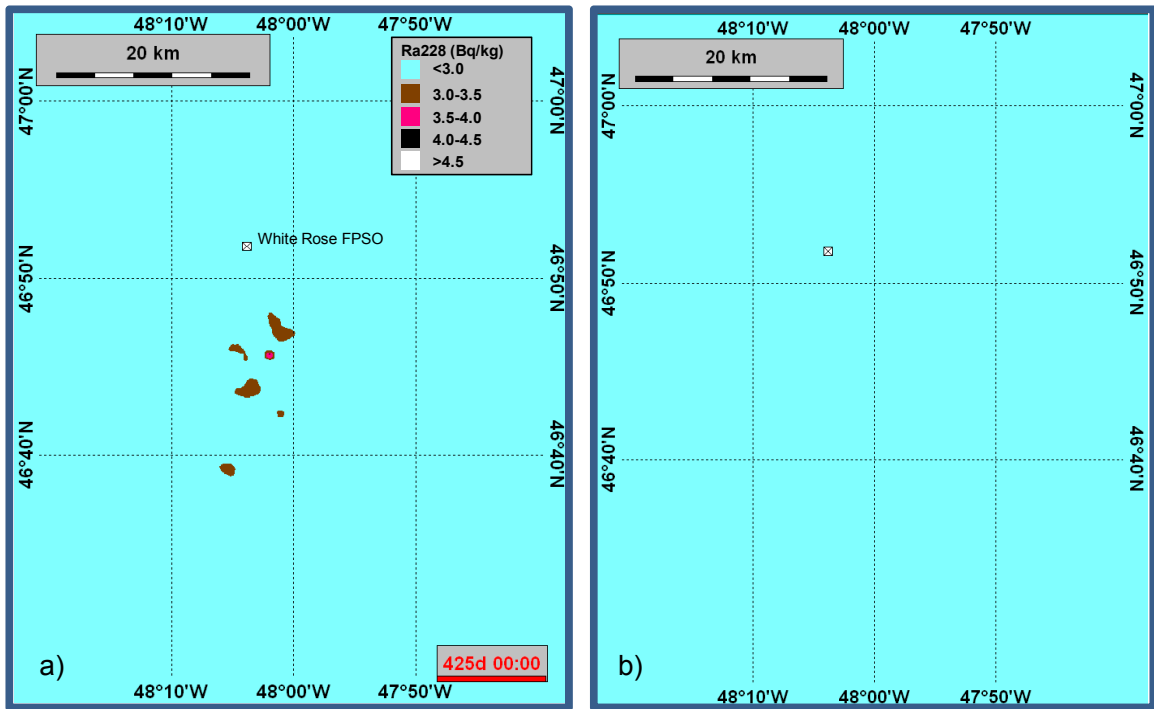 48°10'W 48°00'W 47°50'W
20 km
Ra228 (Bq/kg)
<3.0
3.0-3.5
3.5-4.0
4.0-4.5
>4.5
47°00'N 47°00'N
White Rose FPSO
46°50'N 46°50'N
46°40'N 46°40'N
a)
425d 00:00
48°10'W 48°00'W 47°50'W
48°10'W 48°00'W 47°50'W
20 km
47°00'N 47°00'N
46°50'N 46°50'N
46°40'N 46°40'N
b)
48°10'W 48°00'W 47°50'W